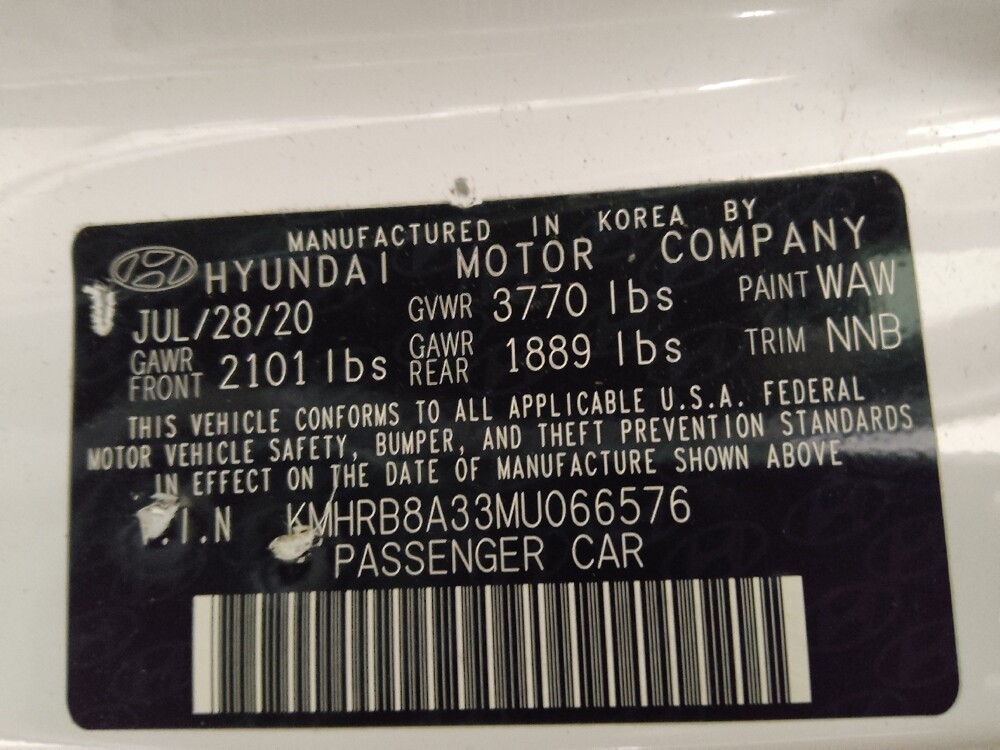 MANUFACTURED IN KOREA BY
HYUNDAI MOTOR COMPANY
JUL/28/20 GVWR 3770 lbs PAINT WAW
GAWR FRONT 2101 lbs GAWR REAR 1889 lbs TRIM NNB
THIS VEHICLE CONFORMS TO ALL APPLICABLE U.S.A. FEDERAL
MOTOR VEHICLE SAFETY, BUMPER, AND THEFT PREVENTION STANDARDS
IN EFFECT ON THE DATE OF MANUFACTURE SHOWN ABOVE
V.I.N KMHRB8A33MU066576
PASSENGER CAR